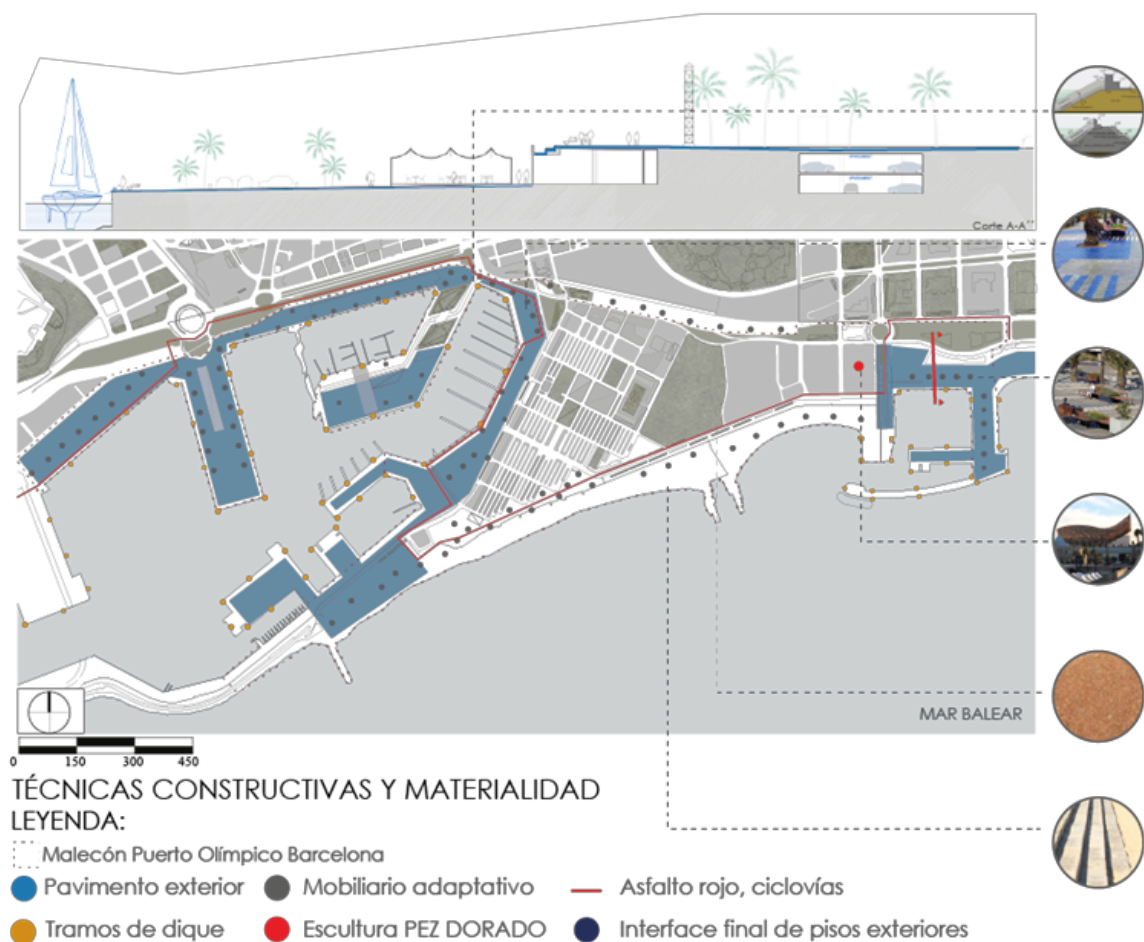 Corte A-A''
MAR BALEAR
0 150 300 450
TÉCNICAS CONSTRUCTIVAS Y MATERIALIDAD
LEYENDA:
Malecón Puerto Olímpico Barcelona
Pavimento exterior Mobiliario adaptativo Asfalto rojo, ciclovías
Tramos de dique Escultura PEZ DORADO Interface final de pisos exteriores